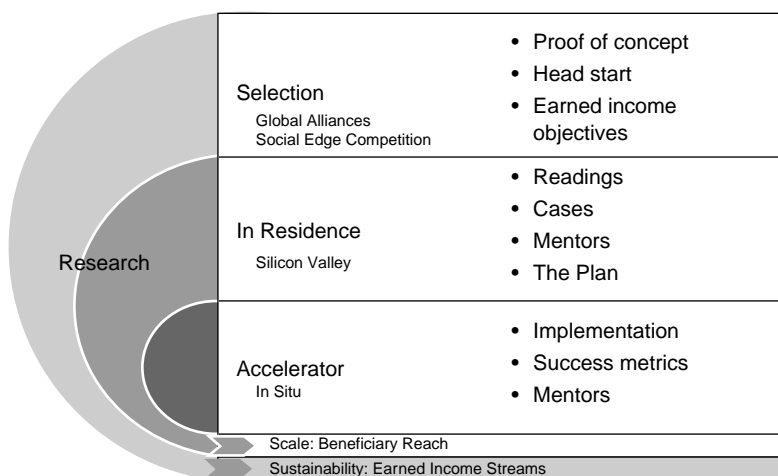 Selection
Global Alliances
Social Edge Competition
• Proof of concept
• Head start
• Earned income
objectives
Research
In Residence
Silicon Valley
• Readings
• Cases
• Mentors
• The Plan
Accelerator
In Situ
• Implementation
• Success metrics
• Mentors
Scale: Beneficiary Reach
Sustainability: Earned Income Streams